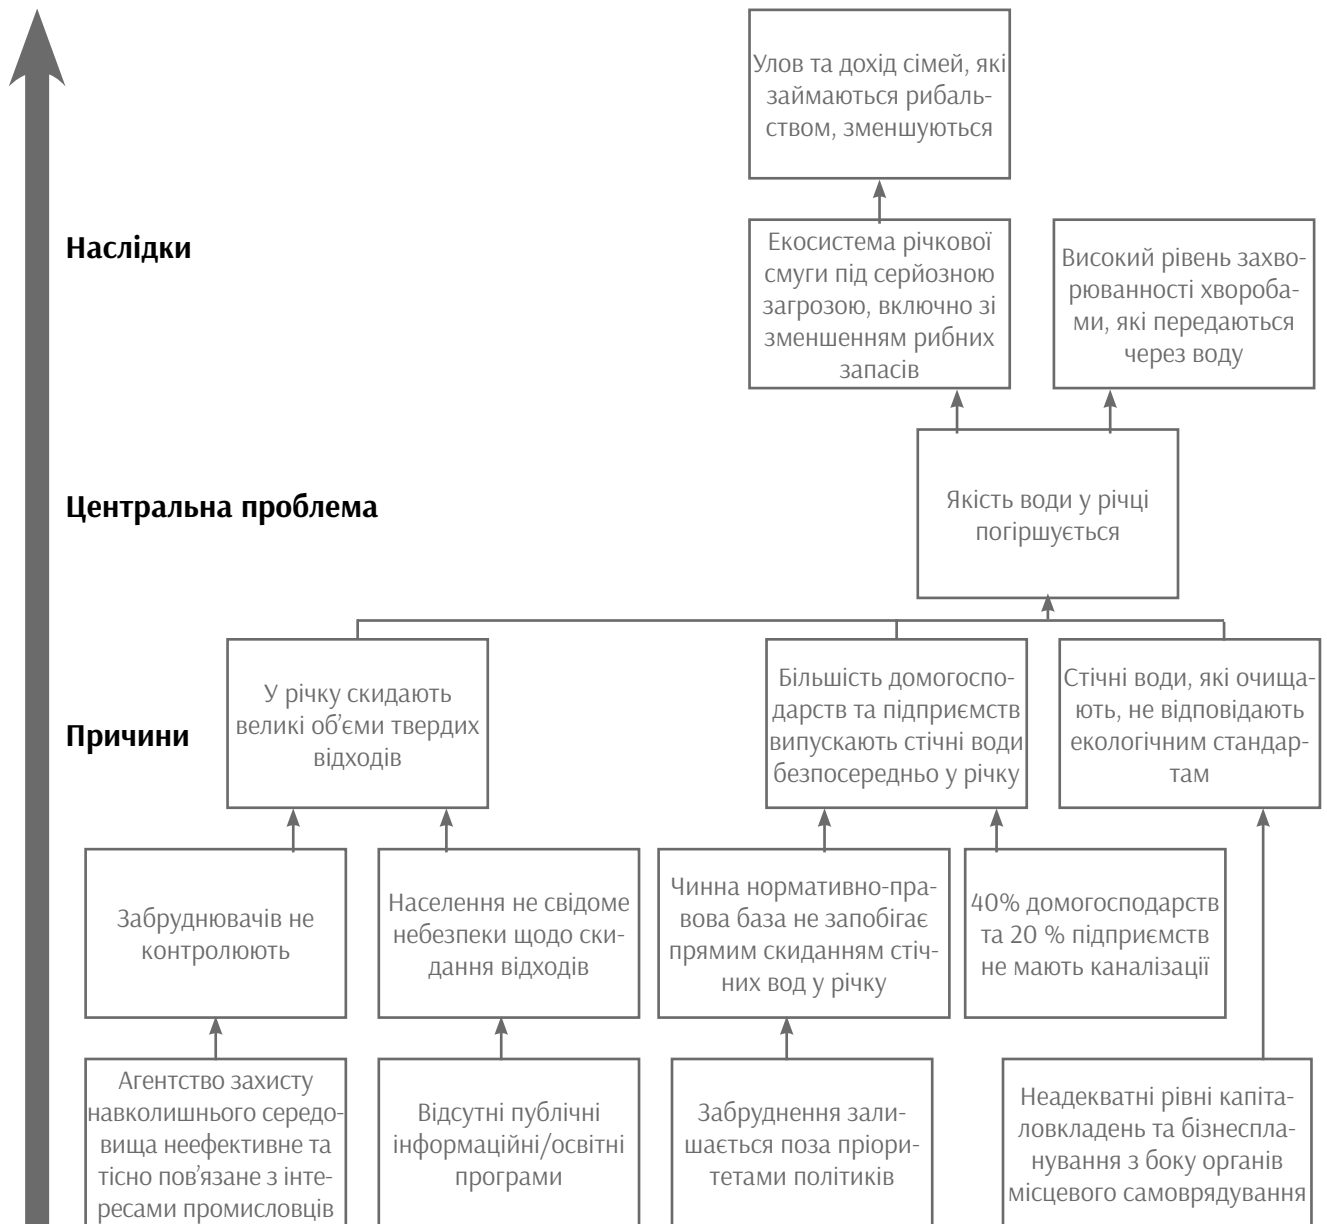 Улов та дохід сімей, які
займаються рибаль-
ством, зменшуються
Наслідки
Екосистема річкової
смуги під серйозною
загрозою, включно зі
зменшенням рибних
запасів
Високий рівень захво-
рюванності хвороба-
ми, які передаються
через воду
Центральна проблема
Якість води у річці
погіршується
Причини
У річку скидають
великі об’єми твердих
відходів
Більшість домогоспо-
дарств та підприємств
випускають стічні води
безпосередньо у річку
Стічні води, які очища-
ють, не відповідають
екологічним стандар-
там
Забруднювачів не
контролюють
Населення не свідоме
небезпеки щодо ски-
дання відходів
Чинна нормативно-пра-
вова база не запобігає
прямим скиданням стіч-
них вод у річку
40% домогосподарств
та 20 % підприємств
не мають каналізації
Агентство захисту
навколишнього середо-
вища неефективне та
тісно пов’язане з інте-
ресами промисловців
Відсутні публічні
інформаційні/освітні
програми
Забруднення зали-
шається поза пріори-
тетами політиків
Неадекватні рівні капіта-
ловкладень та бізнеспла-
нування з боку органів
місцевого самоврядування